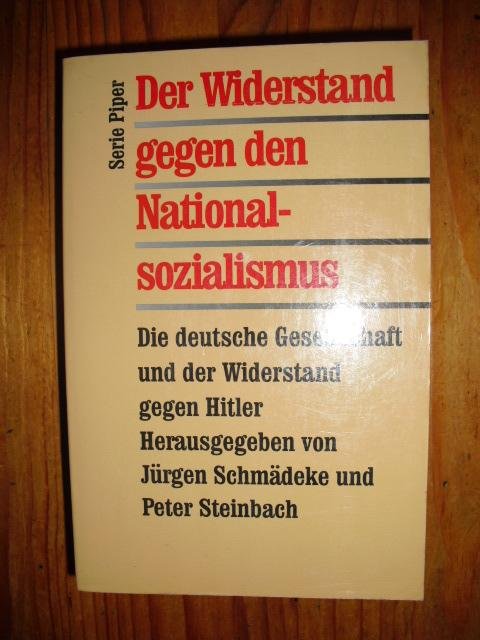 Serie Piper
Der Widerstand
gegen den
National-
sozialismus
Die deutsche Gesellschaft
und der Widerstand
gegen Hitler
Herausgegeben von
Jürgen Schmädeke und
Peter Steinbach